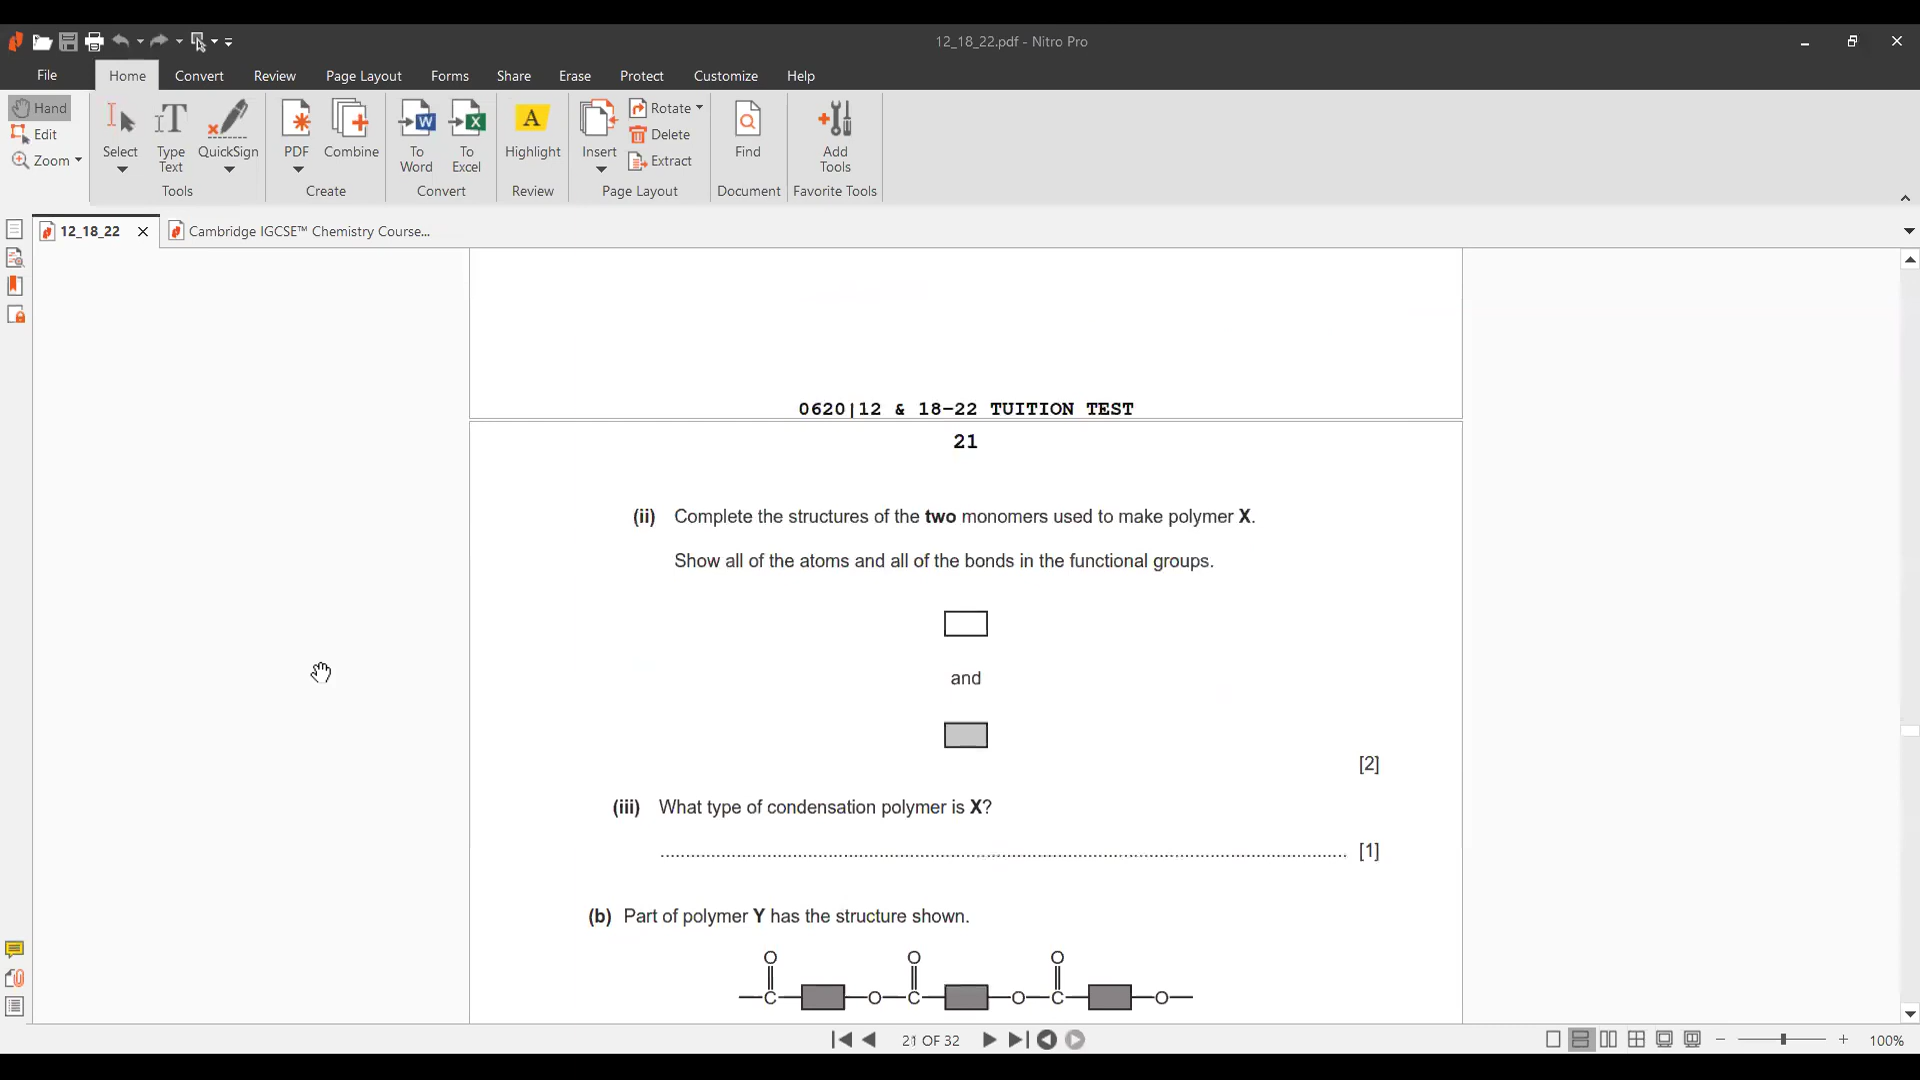 12_18_22.pdf - Nitro Pro
File Home Convert Review Page Layout Forms Share Erase Protect Customize Help
Hand
Edit
Zoom
Select
Type Text
QuickSign
Tools
PDF
Combine
Create
To Word
To Excel
Convert
A
Highlight
Review
Insert
Rotate
Delete
Extract
Page Layout
Find
Document
Add Tools
Favorite Tools
12_18_22
Cambridge IGCSE™ Chemistry Course...
0620|12 & 18-22 TUITION TEST
21
(ii) Complete the structures of the two monomers used to make polymer X.
Show all of the atoms and all of the bonds in the functional groups.
and
[2]
(iii) What type of condensation polymer is X?
[1]
(b) Part of polymer Y has the structure shown.
O O O
C O C O C O
21 OF 32
100%